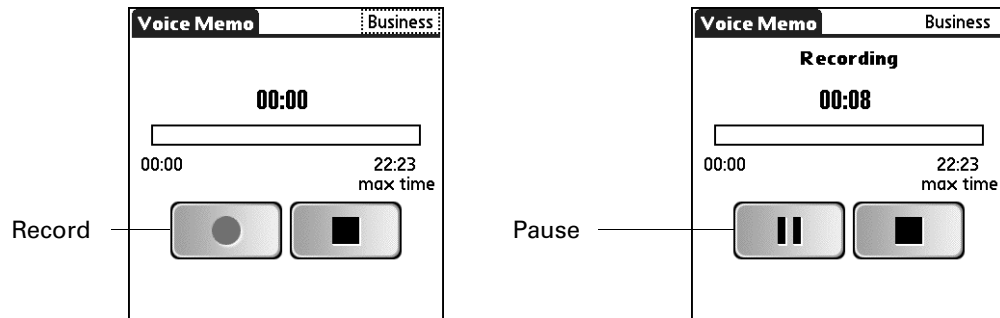 Voice Memo Business
00:00
00:00 22:23
max time
Record
Voice Memo Business
Recording
00:08
00:00 22:23
max time
Pause